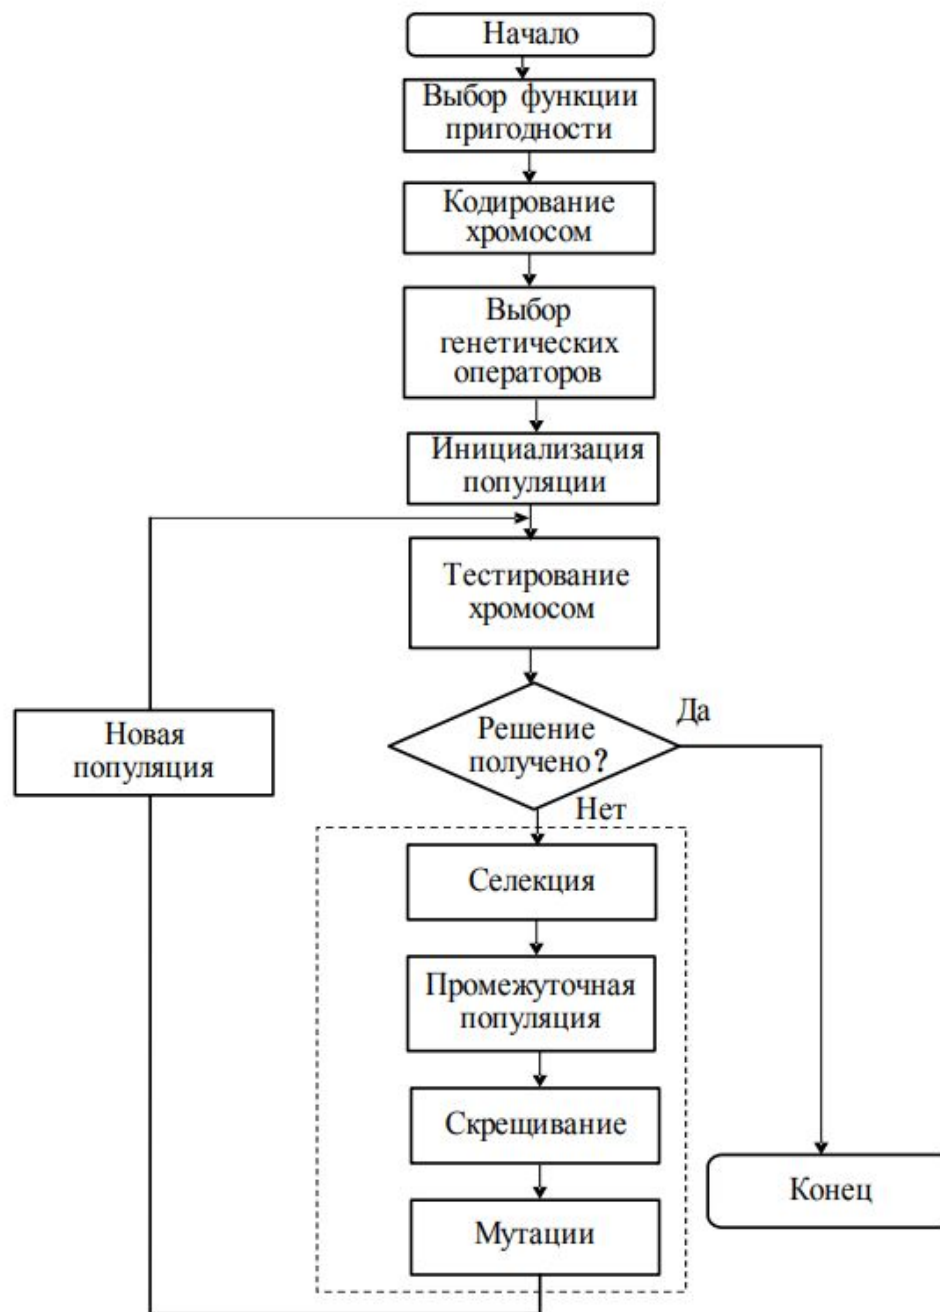 Начало
Выбор функции
пригодности
Кодирование
хромосом
Выбор
генетических
операторов
Инициализация
популяции
Тестирование
хромосом
Решение
получено?
Да
Новая
популяция
Нет
Селекция
Промежуточная
популяция
Скрещивание
Конец
Мутации